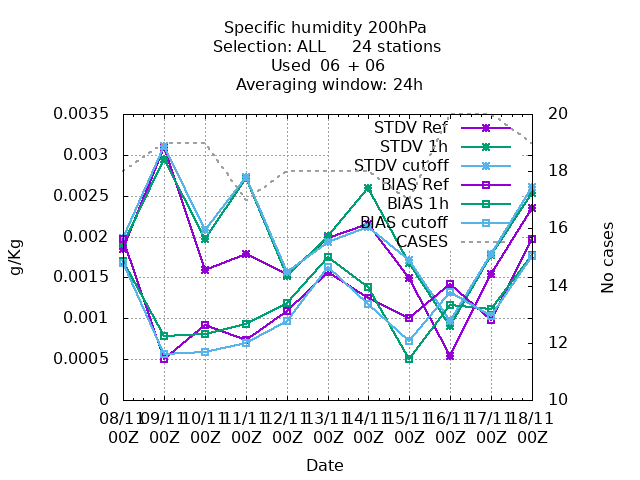 Specific humidity 200hPa
Selection: ALL 24 stations
Used 06 + 06
Averaging window: 24h
0.0035
0.003
0.0025
0.002
0.0015
0.001
0.0005
0
g/Kg
20
18
16
14
12
10
No cases
STDV Ref
STDV 1h
STDV cutoff
BIAS Ref
BIAS 1h
BIAS cutoff
CASES
08/11 09/11 10/11 11/11 12/11 13/11 14/11 15/11 16/11 17/11 18/11
00Z 00Z 00Z 00Z 00Z 00Z 00Z 00Z 00Z 00Z 00Z
Date